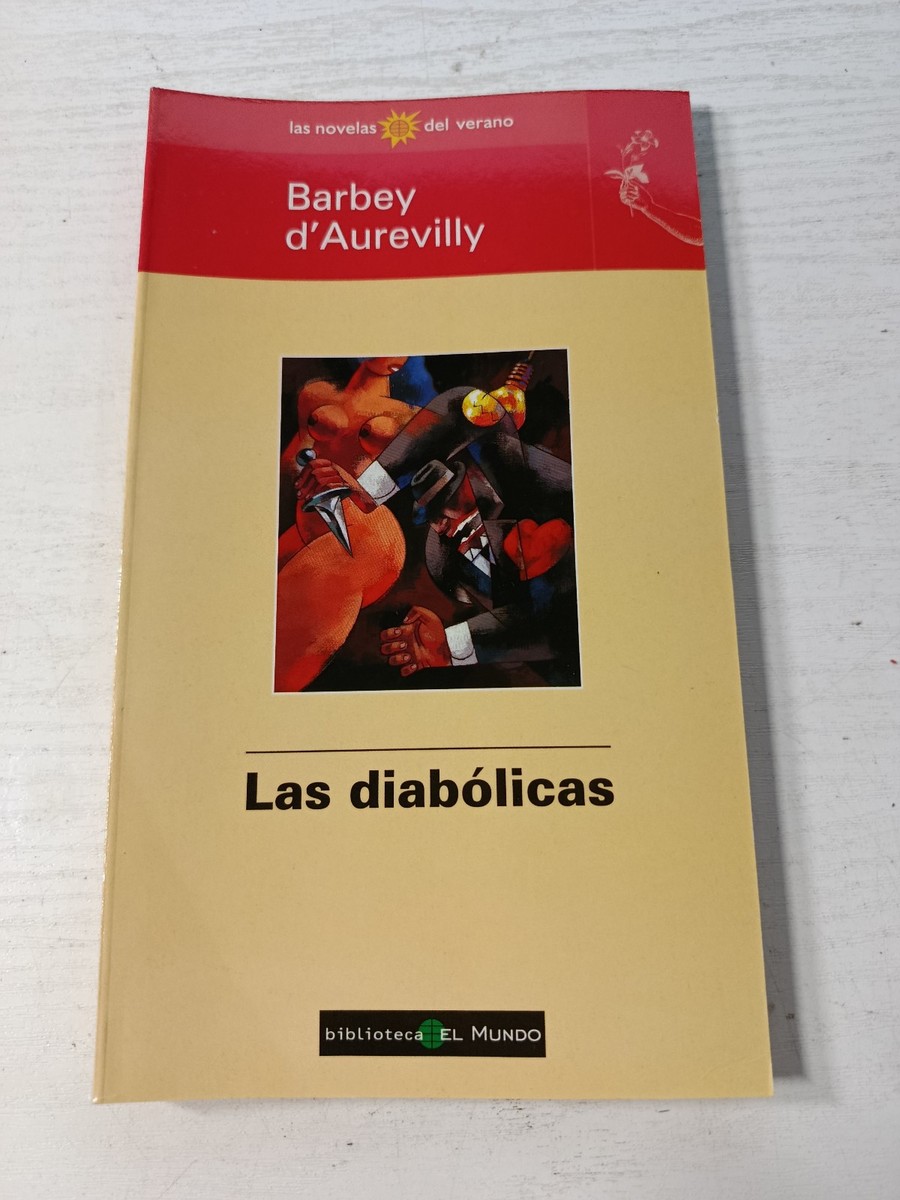 las novelas del verano
Barbey
d'Aurevilly
Las diabólicas
biblioteca EL MUNDO